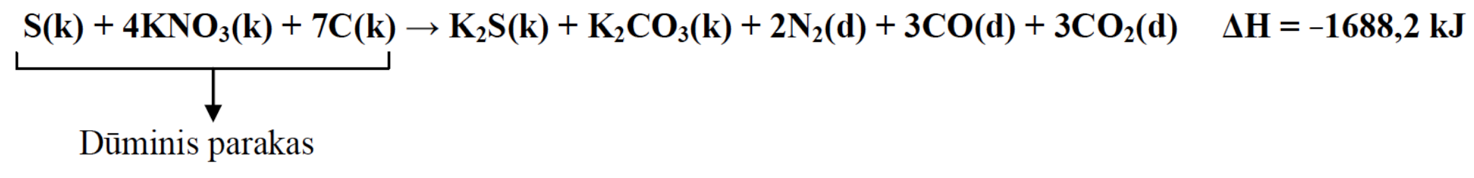 S(k) + 4KNO₃(k) + 7C(k) → K₂S(k) + K₂CO₃(k) + 2N₂(d) + 3CO(d) + 3CO₂(d) ΔH = –1688,2 kJ
Dūminis parakas